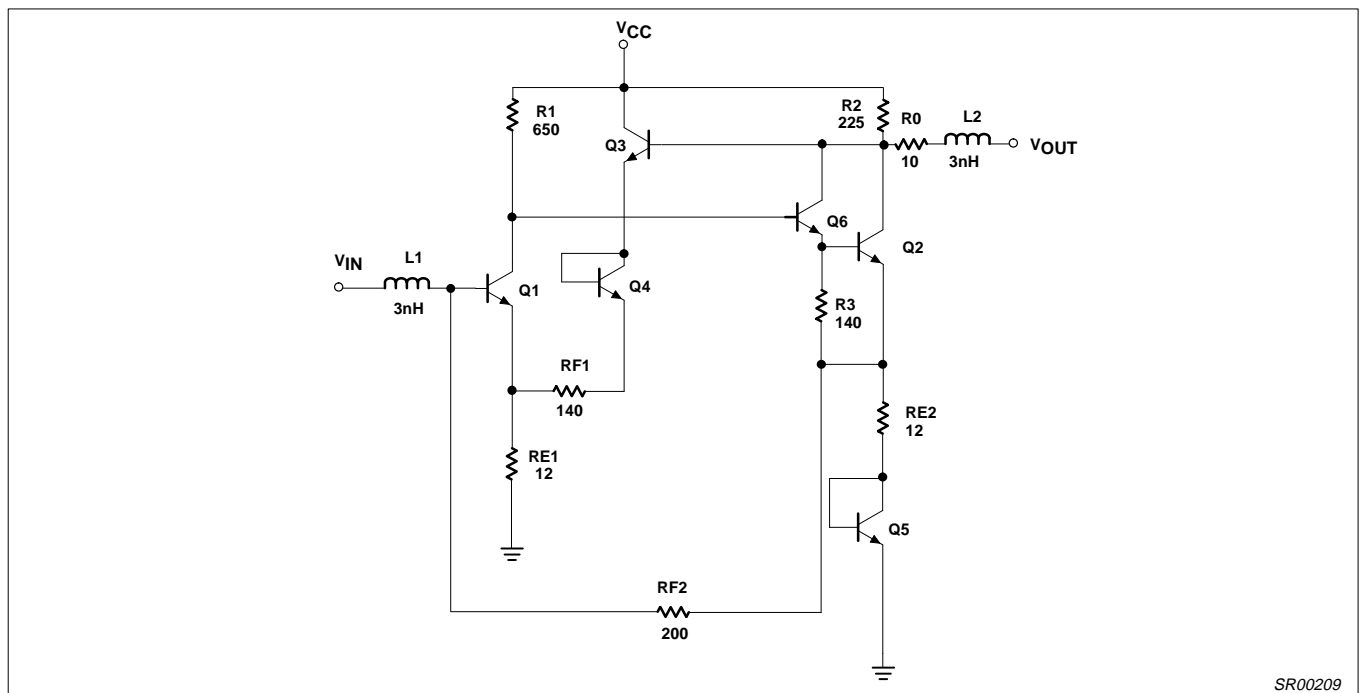 VCC
R1
650
R2
225
R0
10
L2
3nH
VOUT
Q3
Q6
Q2
VIN
L1
3nH
Q1
Q4
R3
140
RF1
140
RE2
12
RE1
12
Q5
RF2
200
SR00209